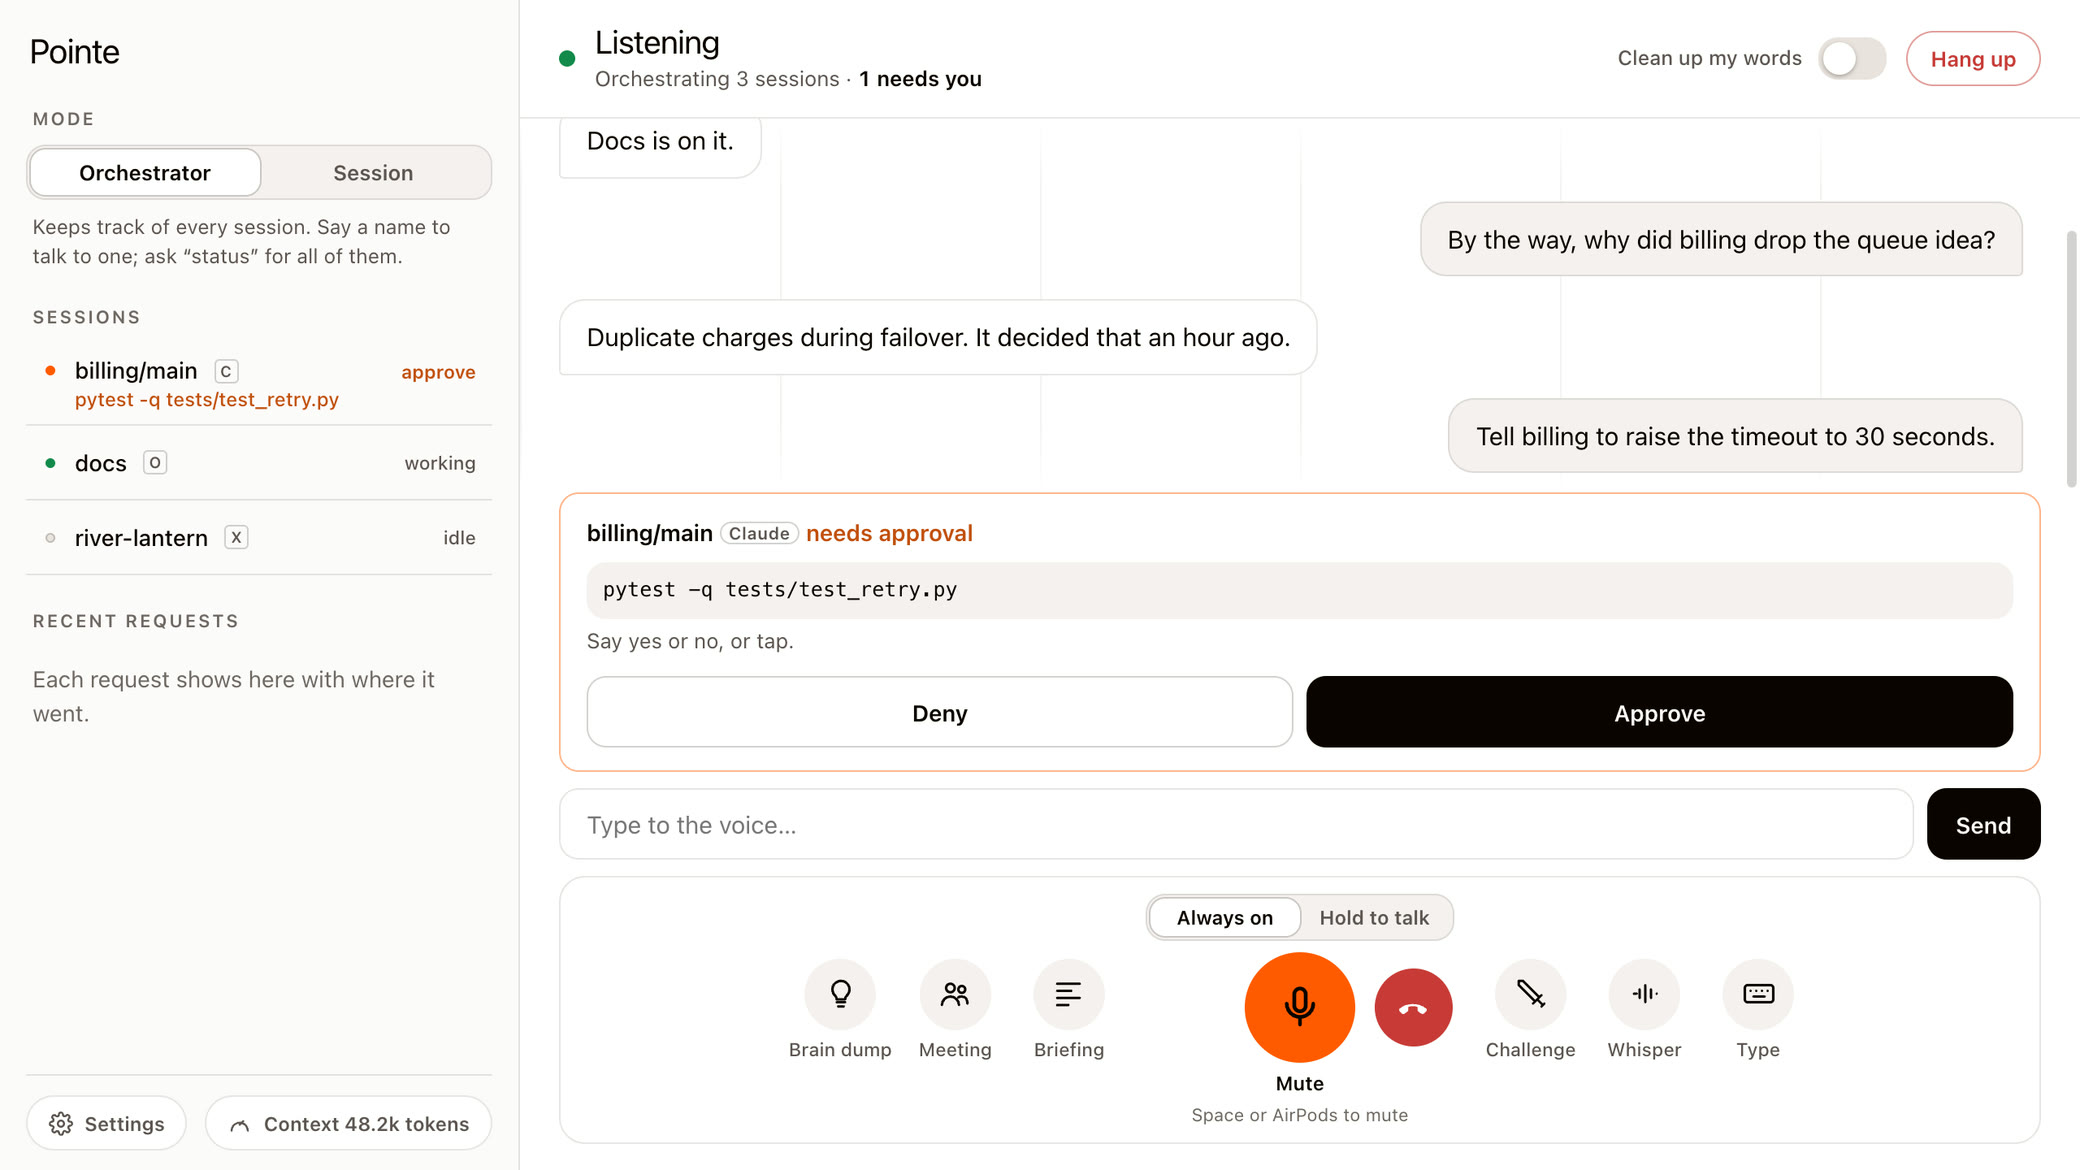 Pointe
MODE
Orchestrator
Session
Keeps track of every session. Say a name to
talk to one; ask “status” for all of them.
SESSIONS
billing/main C approve
pytest -q tests/test_retry.py
docs O working
river-lantern X idle
RECENT REQUESTS
Each request shows here with where it
went.
Settings
Context 48.2k tokens
Listening
Orchestrating 3 sessions · 1 needs you
Clean up my words
Hang up
Docs is on it.
By the way, why did billing drop the queue idea?
Duplicate charges during failover. It decided that an hour ago.
Tell billing to raise the timeout to 30 seconds.
billing/main Claude needs approval
pytest -q tests/test_retry.py
Say yes or no, or tap.
Deny
Approve
Type to the voice...
Send
Always on
Hold to talk
Brain dump
Meeting
Briefing
Mute
Space or AirPods to mute
Challenge
Whisper
Type